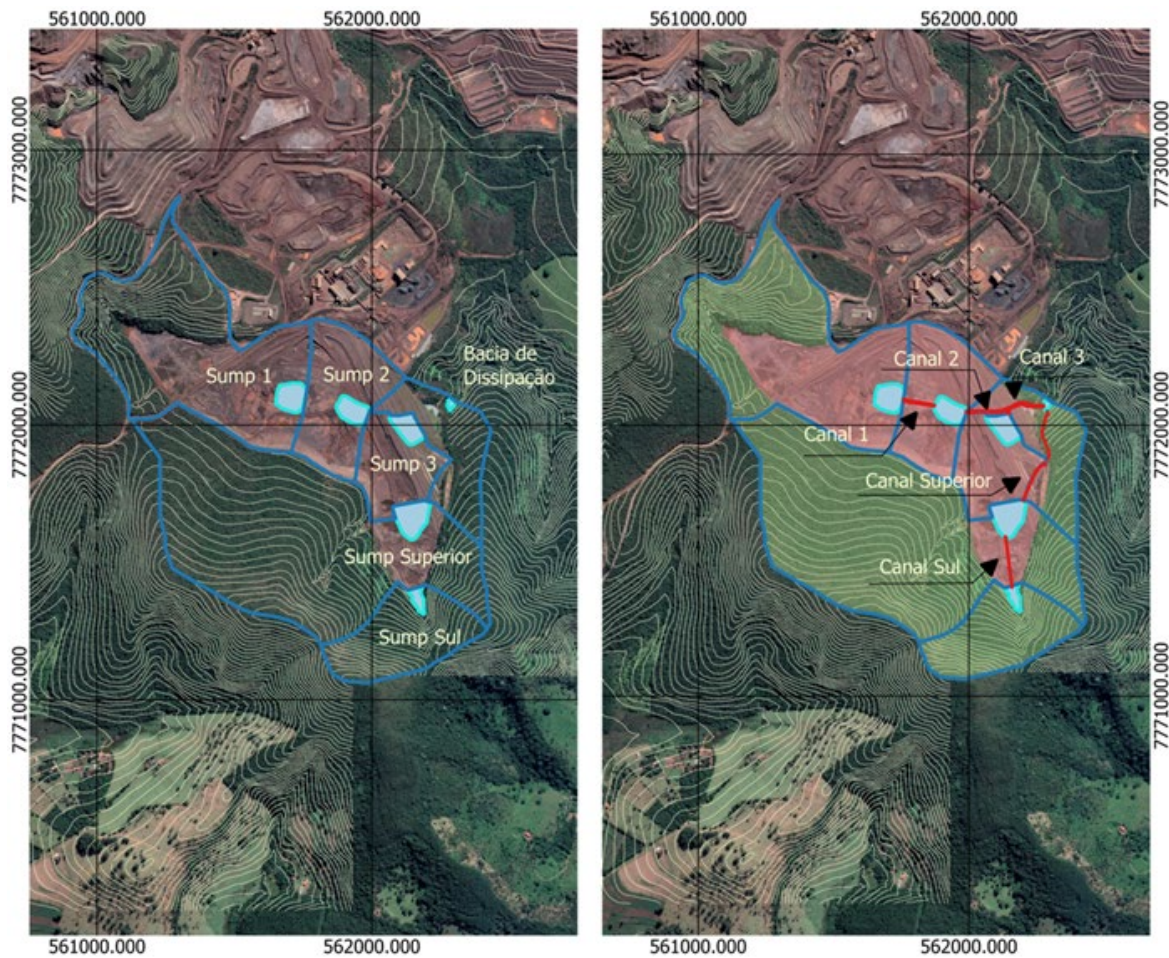 561000.000
562000.000
561000.000
562000.000
7773000.000
7773000.000
Bacia de
Dissipação
Sump 1
Sump 2
Canal 2
Canal 3
7772000.000
7772000.000
Canal 1
Sump 3
Canal Superior
Sump Superior
Canal Sul
Sump Sul
7771000.000
7771000.000
561000.000
562000.000
561000.000
562000.000